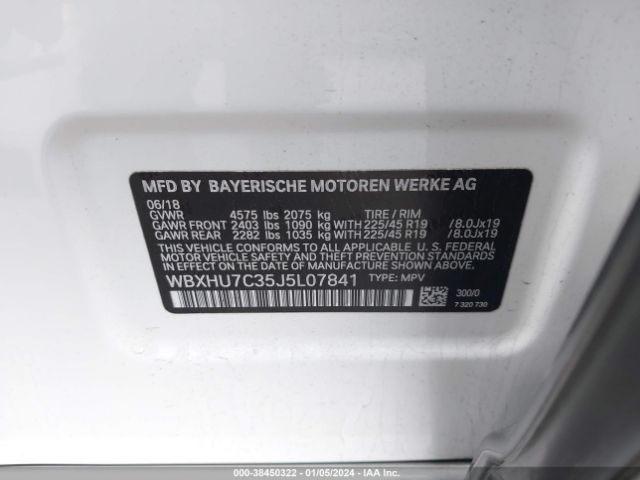 MFD BY BAYERISCHE MOTOREN WERKE AG
06/18
GVWR 4575 lbs 2075 kg TIRE / RIM
GAWR FRONT 2403 lbs 1090 kg WITH 225/45 R19 /8.0Jx19
GAWR REAR 2282 lbs 1035 kg WITH 225/45 R19 /8.0Jx19
THIS VEHICLE CONFORMS TO ALL APPLICABLE U. S. FEDERAL
MOTOR VEHICLE SAFETY, BUMPER, AND THEFT PREVENTION
STANDARDS IN EFFECT ON THE DATE OF MANUFACTURE SHOWN ABOVE.
WBXHU7C35J5L07841 TYPE: MPV
300/0
7 320 730
000-38450322 - 01/05/2024 - IAA Inc.